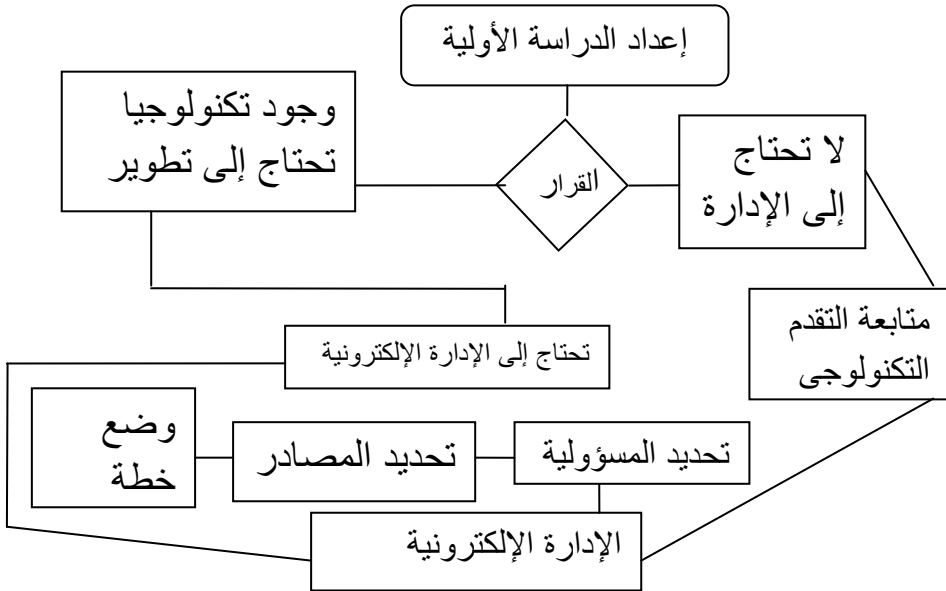 إعداد الدراسة الأولية
وجود تكنولوجيا
تحتاج إلى تطوير
القرار
لا تحتاج
إلى الإدارة
متابعة التقدم
التكنولوجى
تحتاج إلى الإدارة الإلكترونية
تحديد المسؤولية
تحديد المصادر
وضع
خطة
الإدارة الإلكترونية